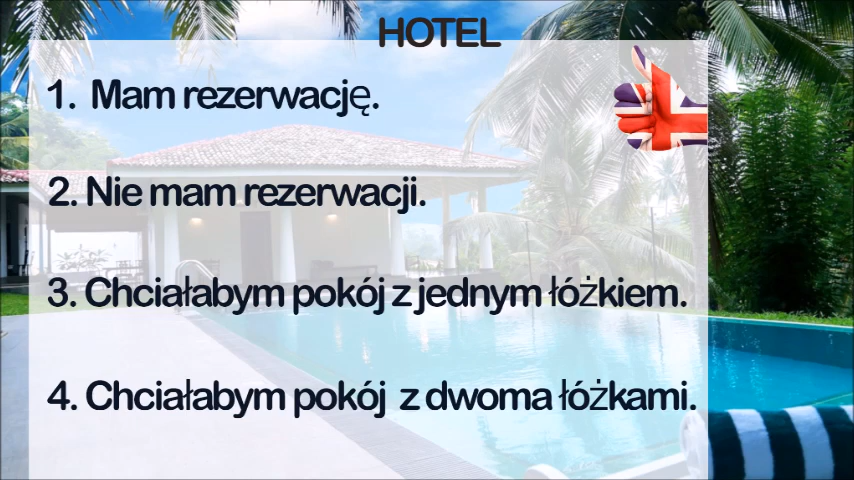 HOTEL
1. Mam rezerwację.
2. Nie mam rezerwacji.
3. Chciałabym pokój z jednym łóżkiem.
4. Chciałabym pokój z dwoma łóżkami.